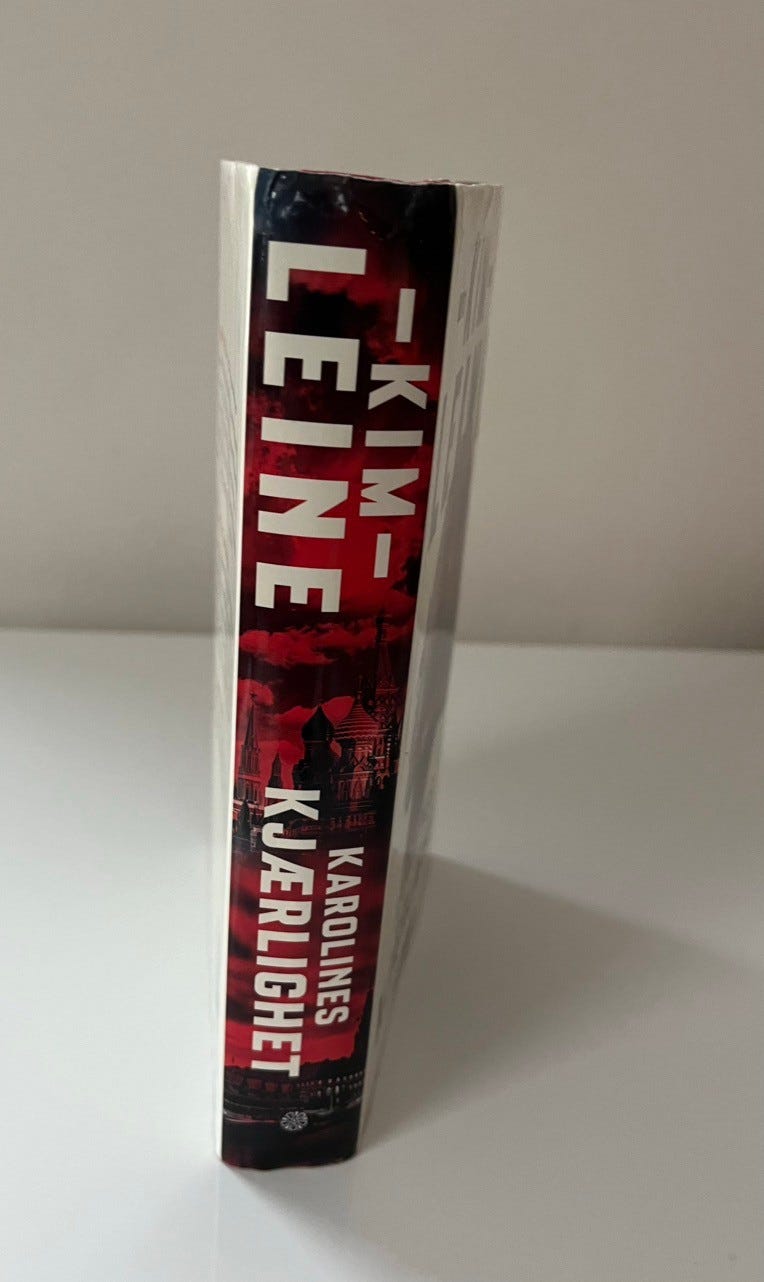 –KIM–
LEINE
KAROLINES
KJÆRLIGHET